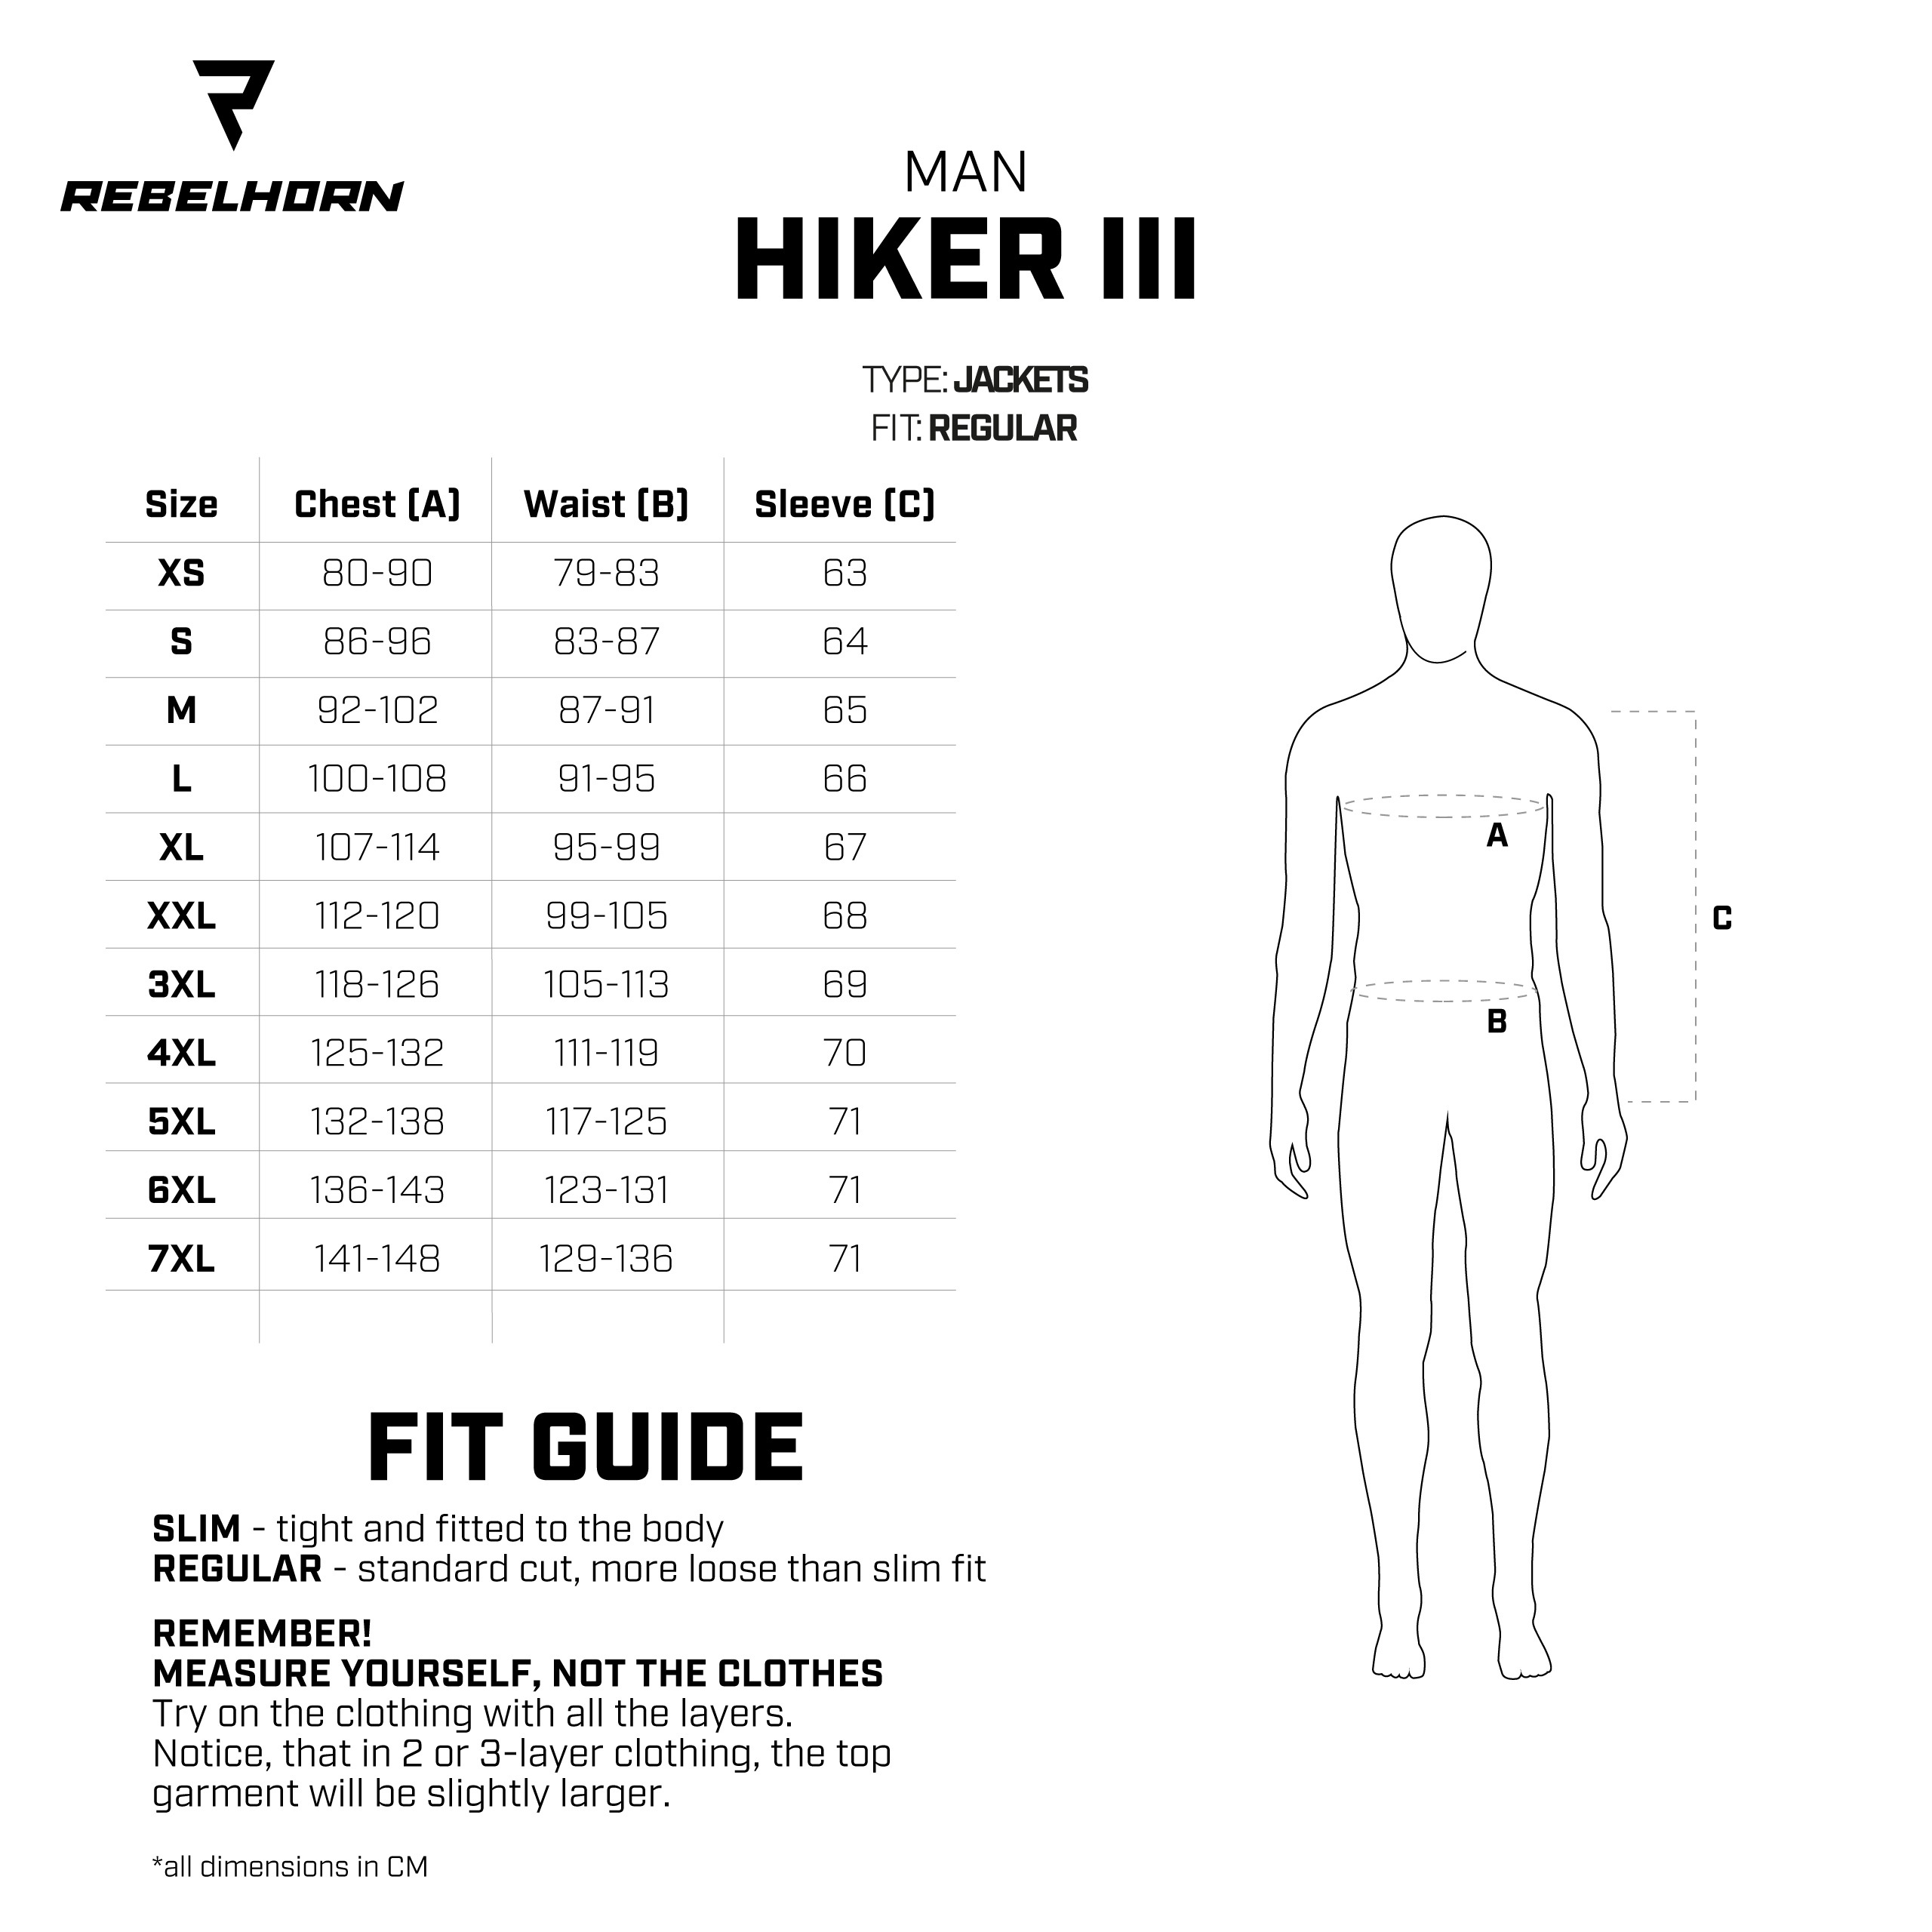 REBELHORN
MAN
HIKER III
TYPE: JACKETS
FIT: REGULAR
Size Chest (A) Waist (B) Sleeve (C)
XS 80-90 79-83 63
S 86-96 83-87 64
M 92-102 87-91 65
L 100-108 91-95 66
XL 107-114 95-99 67
XXL 112-120 99-105 68
3XL 118-126 105-113 69
4XL 125-132 111-119 70
5XL 132-138 117-125 71
6XL 136-143 123-131 71
7XL 141-148 129-136 71
A
C
B
FIT GUIDE
SLIM - tight and fitted to the body
REGULAR - standard cut, more loose than slim fit
REMEMBER!
MEASURE YOURSELF, NOT THE CLOTHES
Try on the clothing with all the layers.
Notice, that in 2 or 3-layer clothing, the top
garment will be slightly larger.
*all dimensions in CM